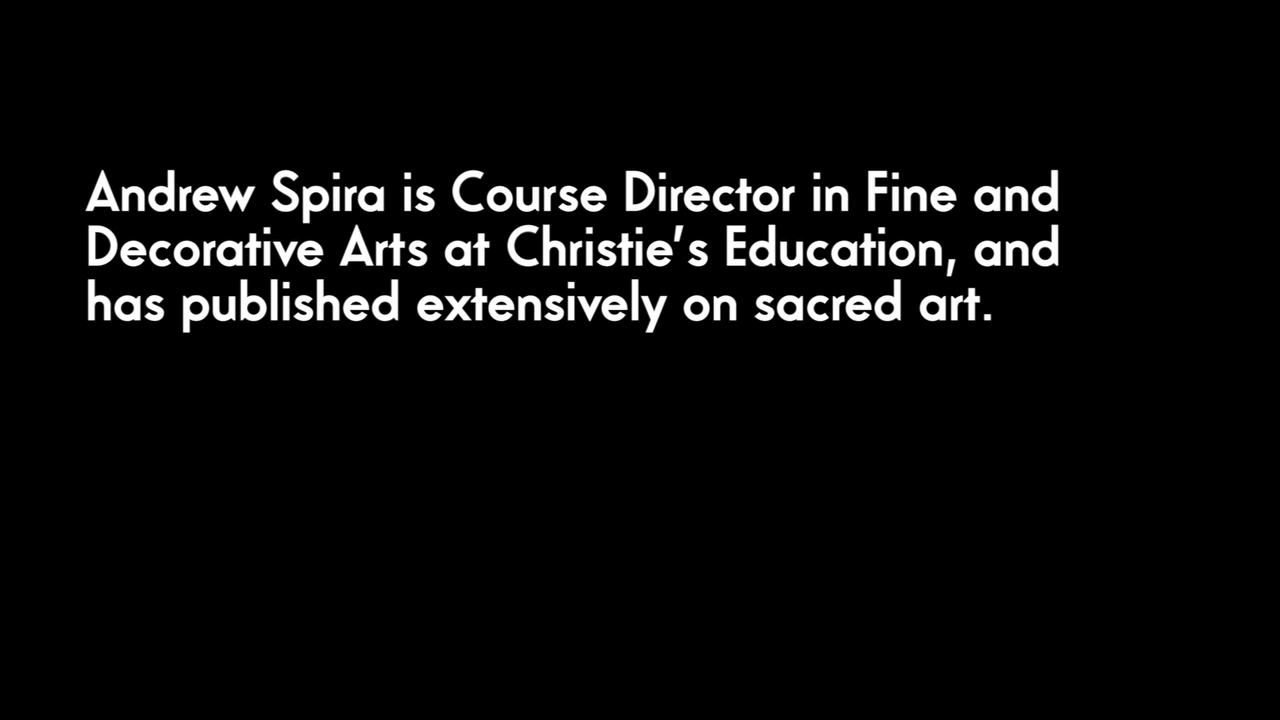 Andrew Spira is Course Director in Fine and
Decorative Arts at Christie's Education, and
has published extensively on sacred art.